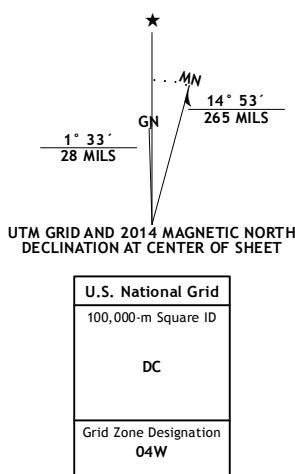 ★
MN
GN
14° 53´
265 MILS
1° 33´
28 MILS
UTM GRID AND 2014 MAGNETIC NORTH
DECLINATION AT CENTER OF SHEET
U.S. National Grid
100,000-m Square ID
DC
Grid Zone Designation
04W